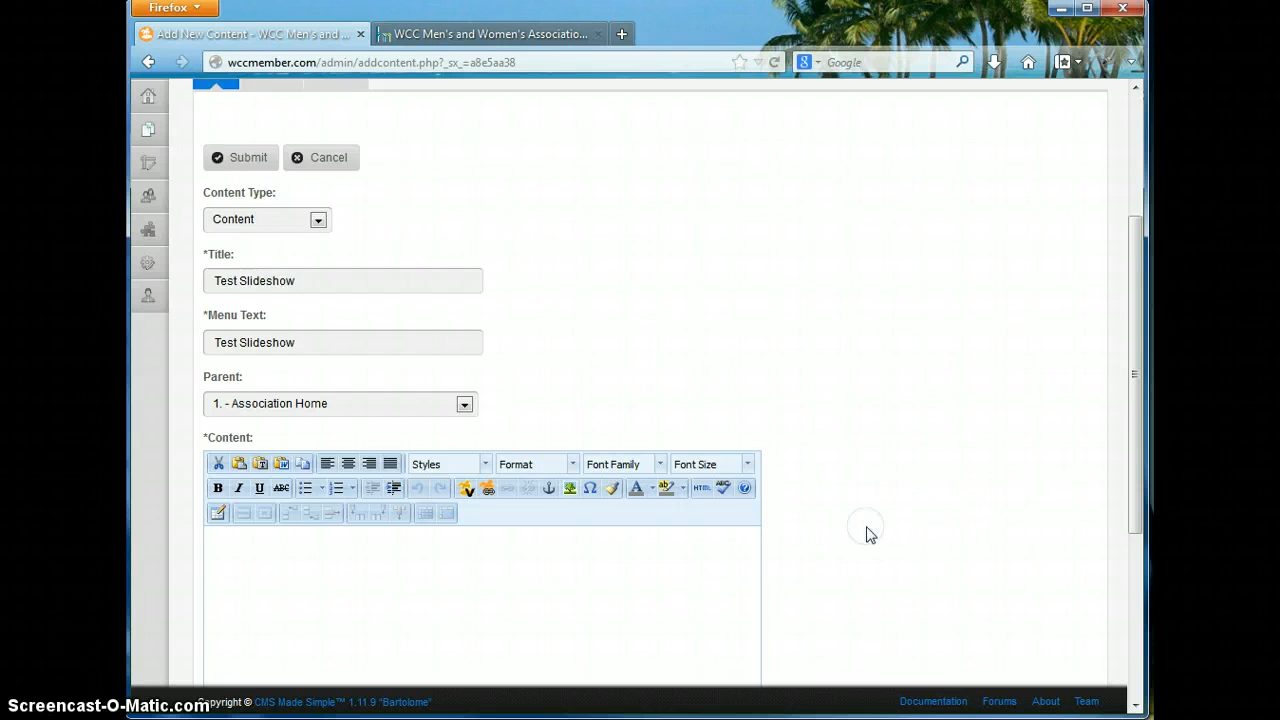 Firefox
Add New Content - WCC Men's and ...
WCC Men's and Women's Associatio...
wccmember.com/admin/addcontent.php?_sx_=a8e5aa38
Google
Submit
Cancel
Content Type:
Content
*Title:
Test Slideshow
*Menu Text:
Test Slideshow
Parent:
1. - Association Home
*Content:
Styles
Format
Font Family
Font Size
B I U ABC
HTML
Copyright © CMS Made Simple™ 1.11.9 "Bartolome"
Documentation
Forums
About
Team
Screencast-O-Matic.com